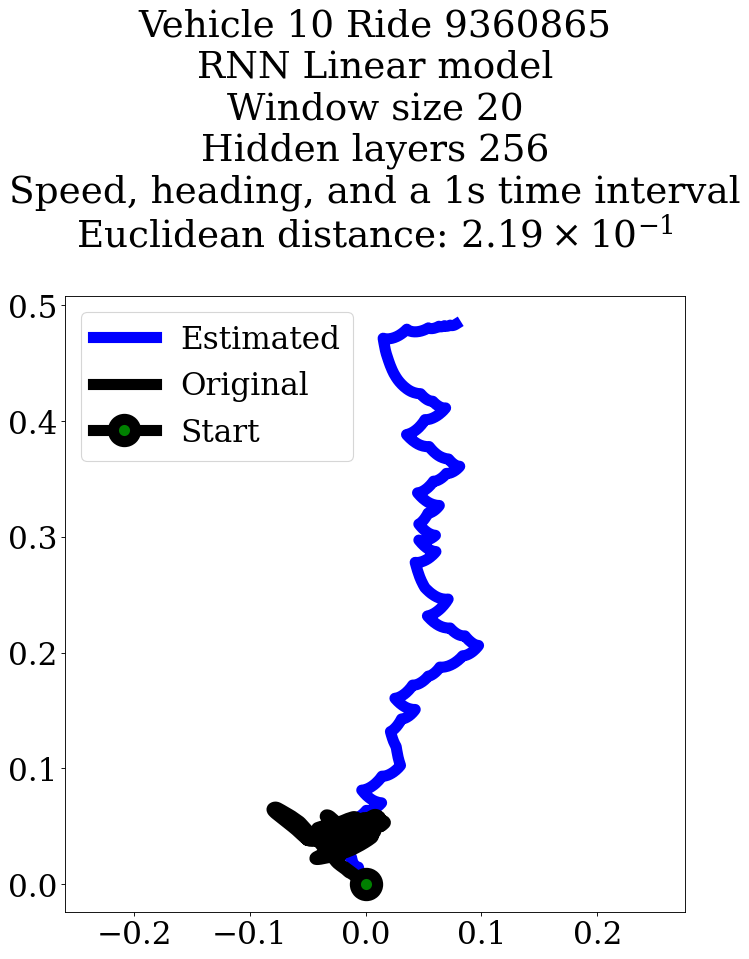 Vehicle 10 Ride 9360865
RNN Linear model
Window size 20
Hidden layers 256
Speed, heading, and a 1s time interval
Euclidean distance: 2.19 × 10⁻¹
Estimated
Original
Start
0.5
0.4
0.3
0.2
0.1
0.0
−0.2 −0.1 0.0 0.1 0.2